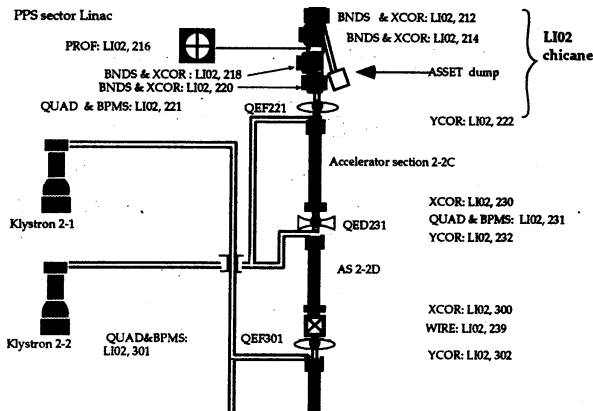 PPS sector Linac
BNDS & XCOR: LI02, 212
BNDS & XCOR: LI02, 214
LI02
chicane
PROF: LI02, 216
BNDS & XCOR : LI02, 218
ASSET dump
BNDS & XCOR: LI02, 220
QUAD & BPMS: LI02, 221
QEF221
YCOR: LI02, 222
Accelerator section 2-2C
XCOR: LI02, 230
Klystron 2-1
QED231
QUAD & BPMS: LI02, 231
YCOR: LI02, 232
AS 2-2D
XCOR: LI02, 300
WIRE: LI02, 239
Klystron 2-2
QUAD&BPMS:
LI02, 301
QEF301
YCOR: LI02, 302